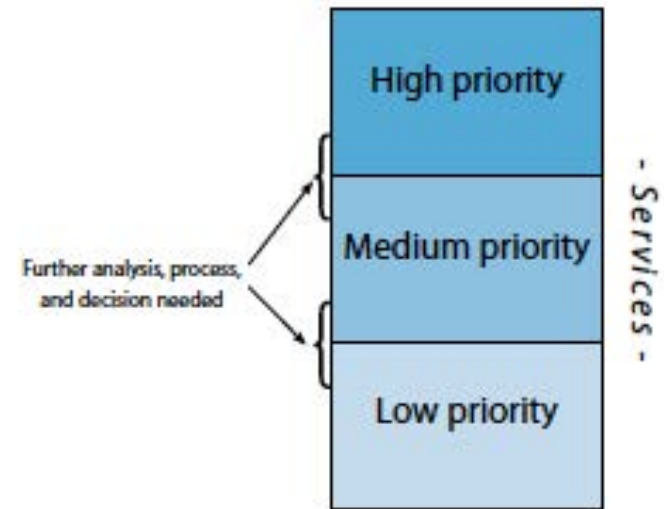 High priority
Medium priority
Low priority
Further analysis, process,
and decision needed
- Services -